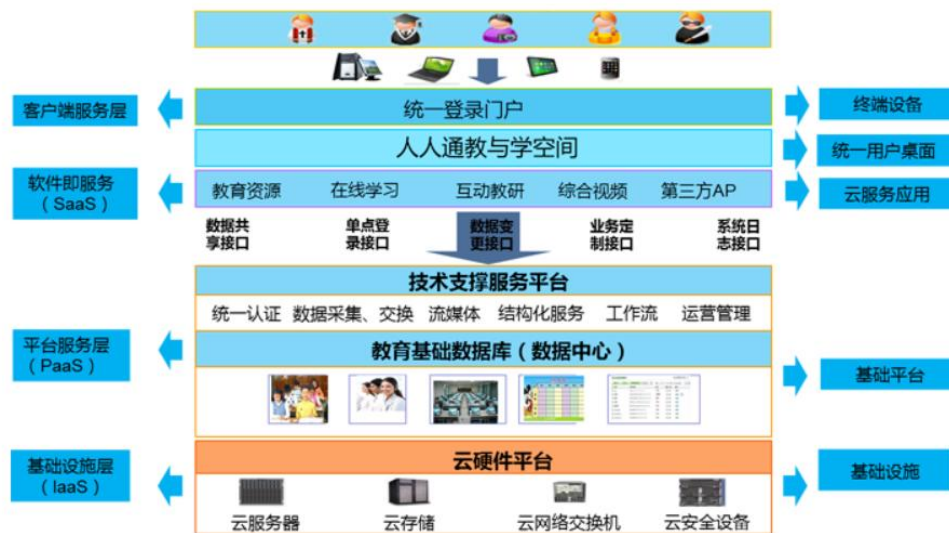 客户端服务层
统一登录门户
终端设备
人人通教与学空间
统一用户桌面
软件即服务
（SaaS）
教育资源 在线学习 互动教研 综合视频 第三方AP
云服务应用
数据共
享接口
单点登
录接口
数据变
更接口
业务定
制接口
系统日
志接口
技术支撑服务平台
统一认证 数据采集、交换 流媒体 结构化服务 工作流 运营管理
平台服务层
（PaaS）
教育基础数据库（数据中心）
基础平台
基础设施层
（IaaS）
云硬件平台
基础设施
云服务器 云存储 云网络交换机 云安全设备